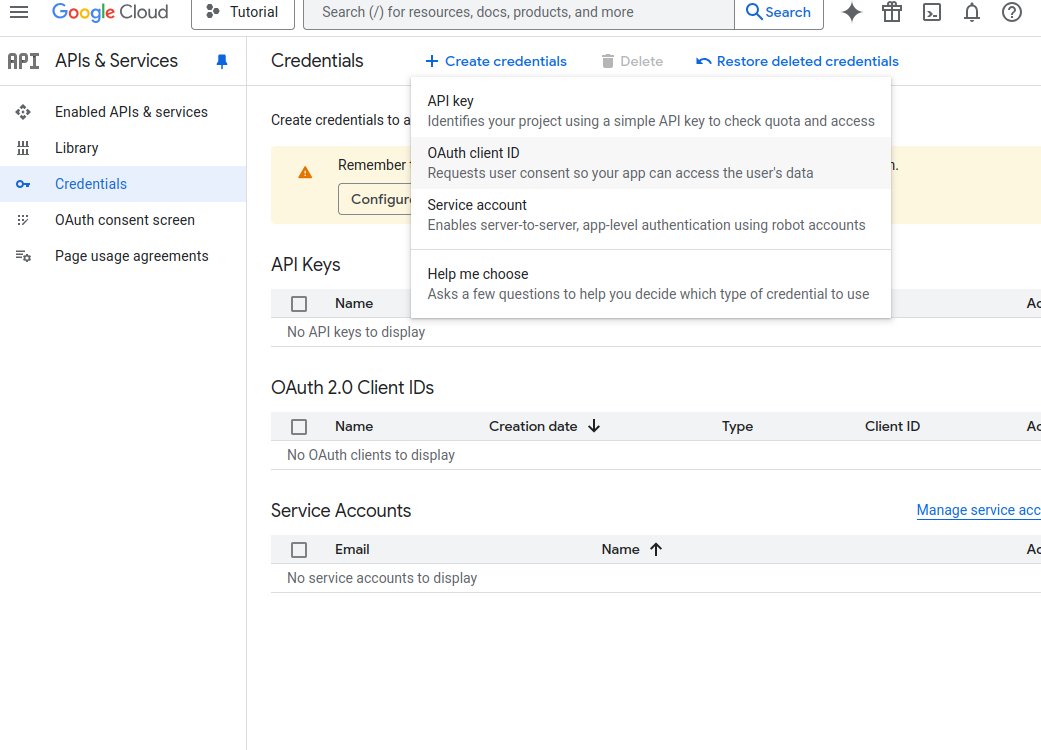 Google Cloud
Tutorial
Search (/) for resources, docs, products, and more
Search
API
APIs & Services
Credentials
Create credentials
Delete
Restore deleted credentials
Enabled APIs & services
Library
Credentials
OAuth consent screen
Page usage agreements
Create credentials to a
Remember
n.
Configur
API key
Identifies your project using a simple API key to check quota and access
OAuth client ID
Requests user consent so your app can access the user's data
Service account
Enables server-to-server, app-level authentication using robot accounts
Help me choose
Asks a few questions to help you decide which type of credential to use
API Keys
Name
Ac
No API keys to display
OAuth 2.0 Client IDs
Name Creation date Type Client ID Ac
No OAuth clients to display
Service Accounts
Manage service acc
Email Name Ac
No service accounts to display